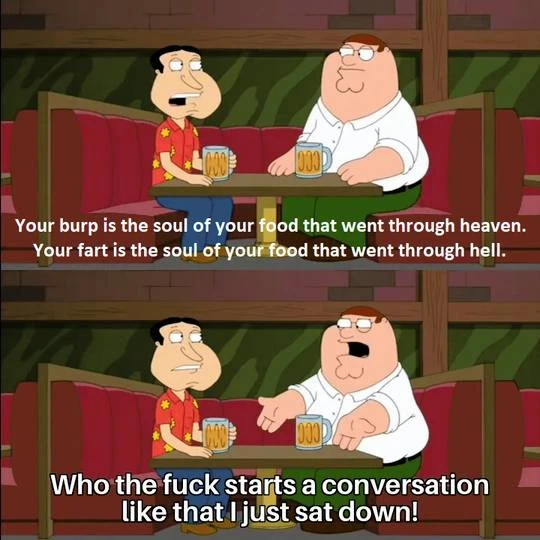 Your burp is the soul of your food that went through heaven.
Your fart is the soul of your food that went through hell.
Who the fuck starts a conversation
like that I just sat down!